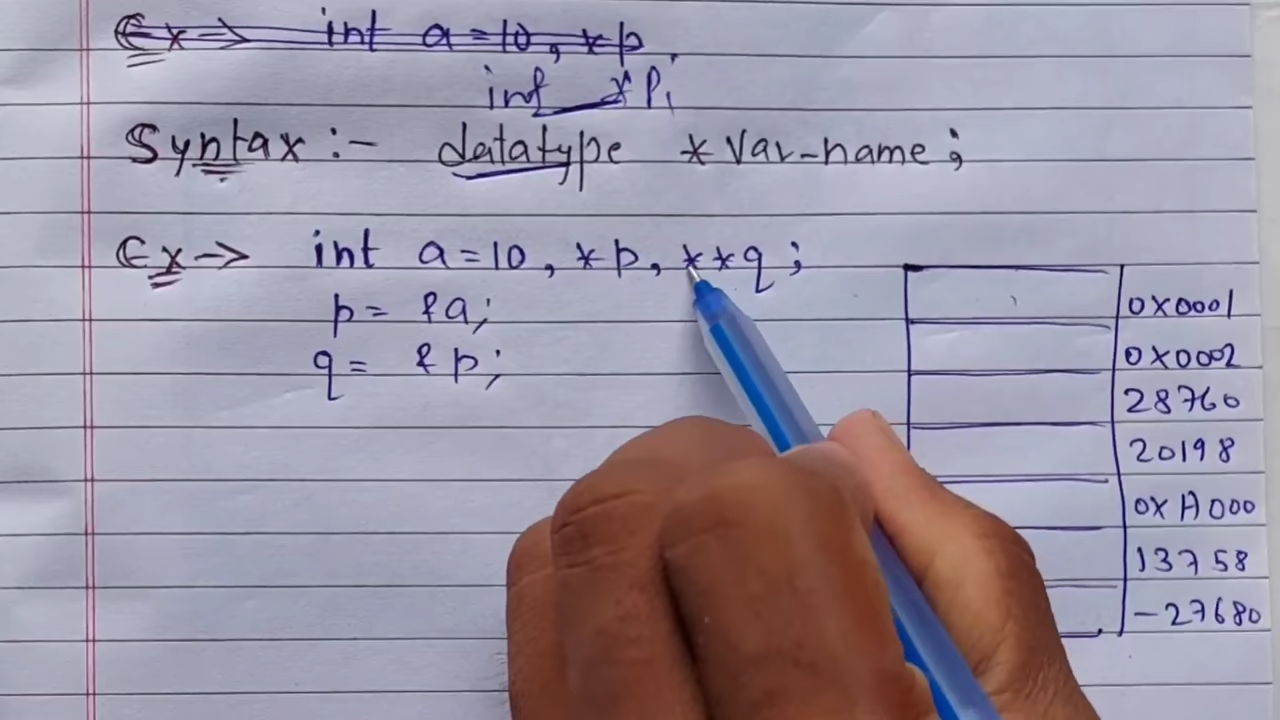 Ex-> int a=10, *p
int *P;
Syntax :- datatype *var-name;
Ex-> int a=10, *p, **q;
p= &a;
q= &p;
0x0001
0x0002
28760
20198
0xA000
13758
-27680